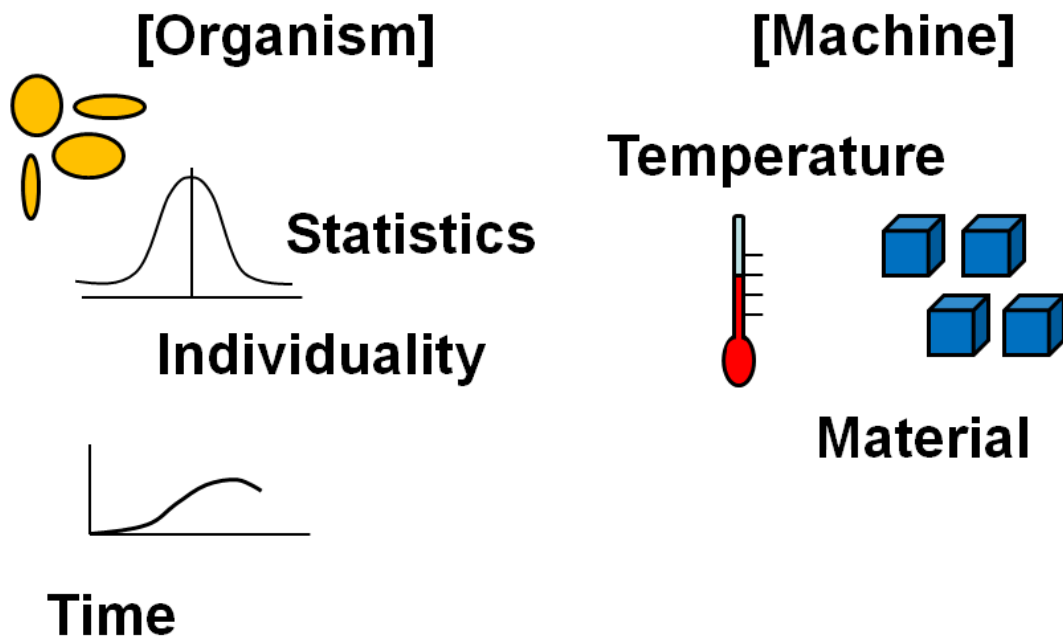 [Organism]
[Machine]
Temperature
Statistics
Individuality
Material
Time